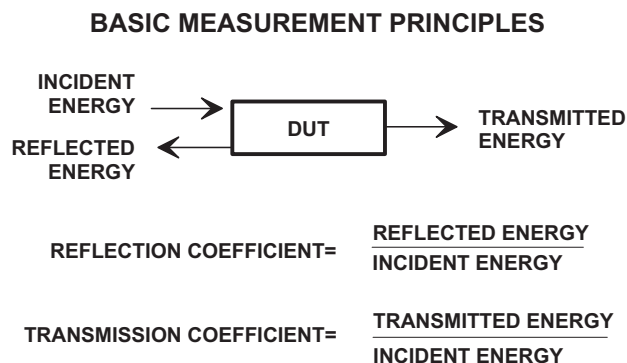 BASIC MEASUREMENT PRINCIPLES
INCIDENT
ENERGY
REFLECTED
ENERGY
DUT
TRANSMITTED
ENERGY
REFLECTION COEFFICIENT=
REFLECTED ENERGY
INCIDENT ENERGY
TRANSMISSION COEFFICIENT=
TRANSMITTED ENERGY
INCIDENT ENERGY